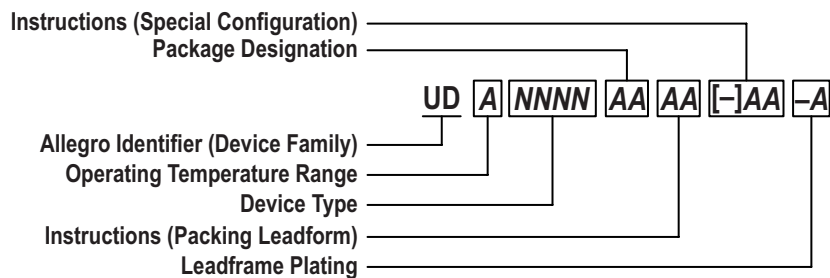 Instructions (Special Configuration)
Package Designation
UD A NNNN AA AA [–]AA –A
Allegro Identifier (Device Family)
Operating Temperature Range
Device Type
Instructions (Packing Leadform)
Leadframe Plating